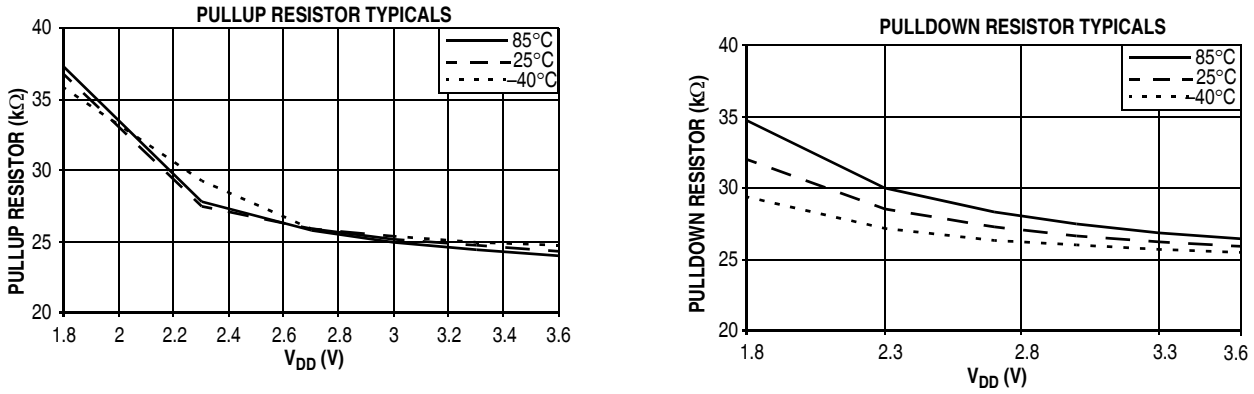 PULLUP RESISTOR TYPICALS
PULLUP RESISTOR (kΩ)
40
35
30
25
20
85°C
25°C
–40°C
1.8 2 2.2 2.4 2.6 2.8 3 3.2 3.4 3.6
VDD (V)
PULLDOWN RESISTOR TYPICALS
PULLDOWN RESISTOR (kΩ)
40
35
30
25
20
85°C
25°C
–40°C
1.8 2.3 2.8 3.3 3.6
VDD (V)